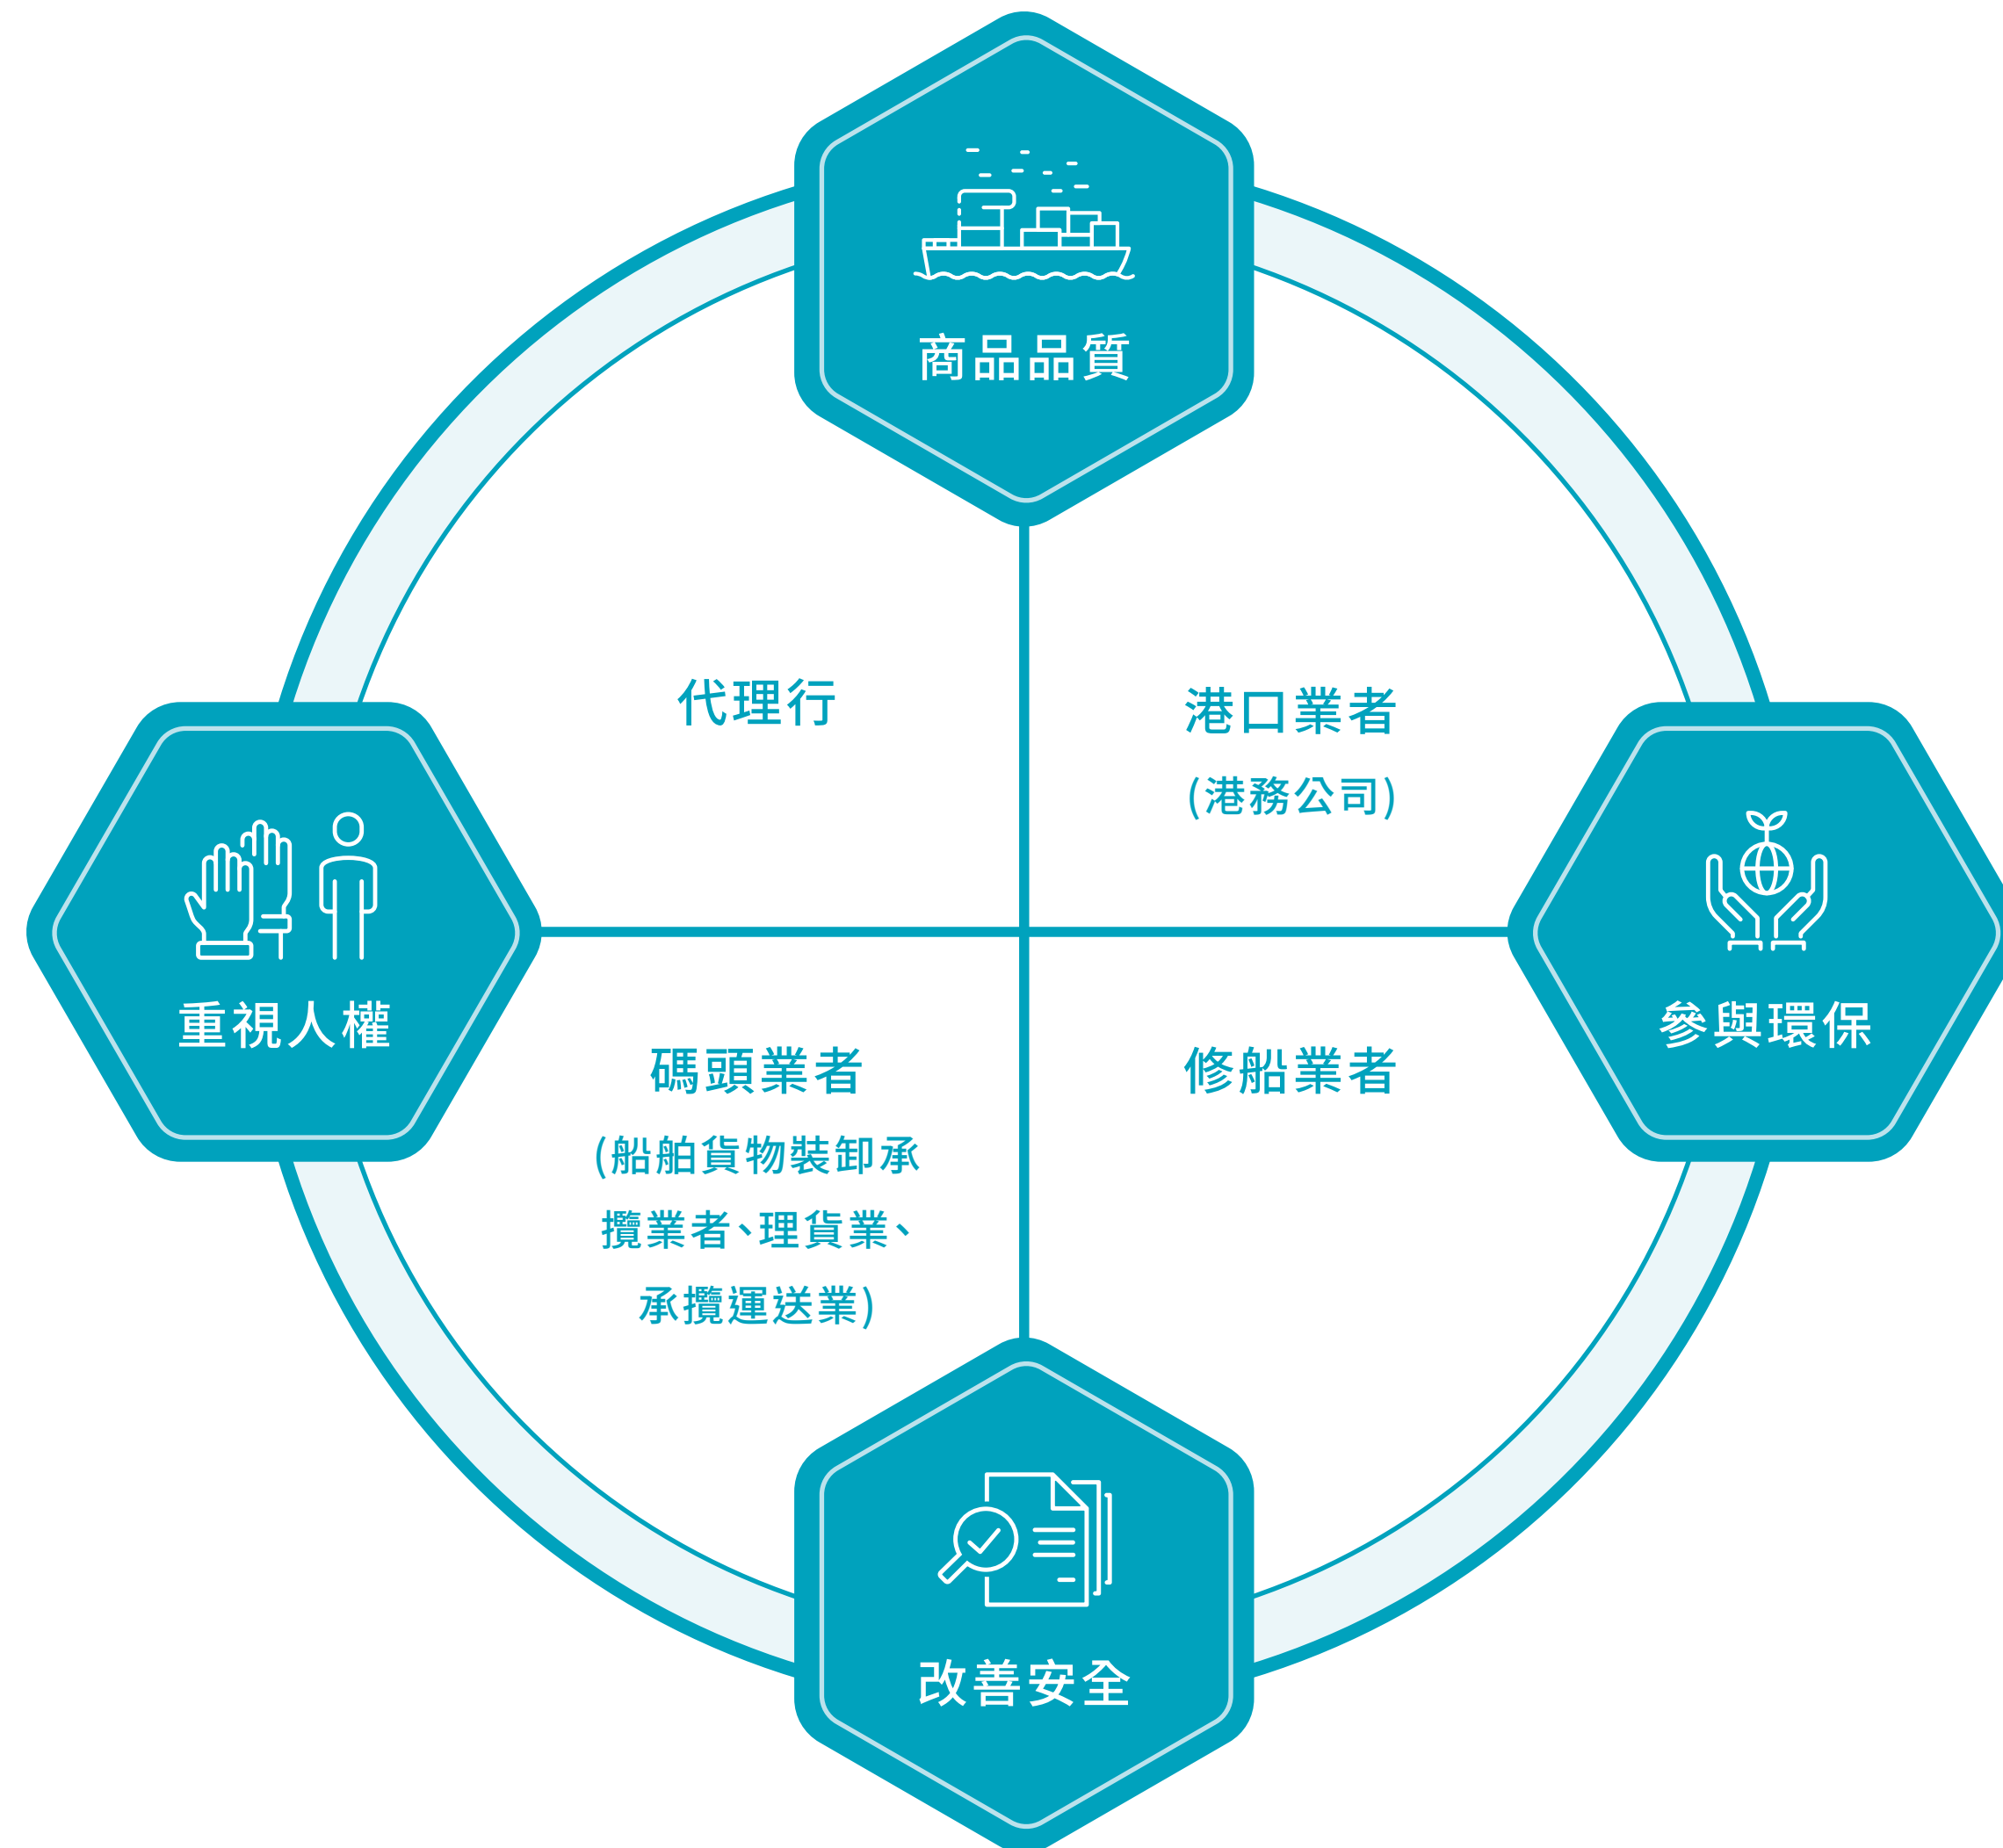 商品品質
代理行
港口業者
(港務公司)
重視人權
參與環保
碼頭業者
(船舶貨物裝卸承
攬業者、理貨業、
承攬運送業)
修船業者
改善安全